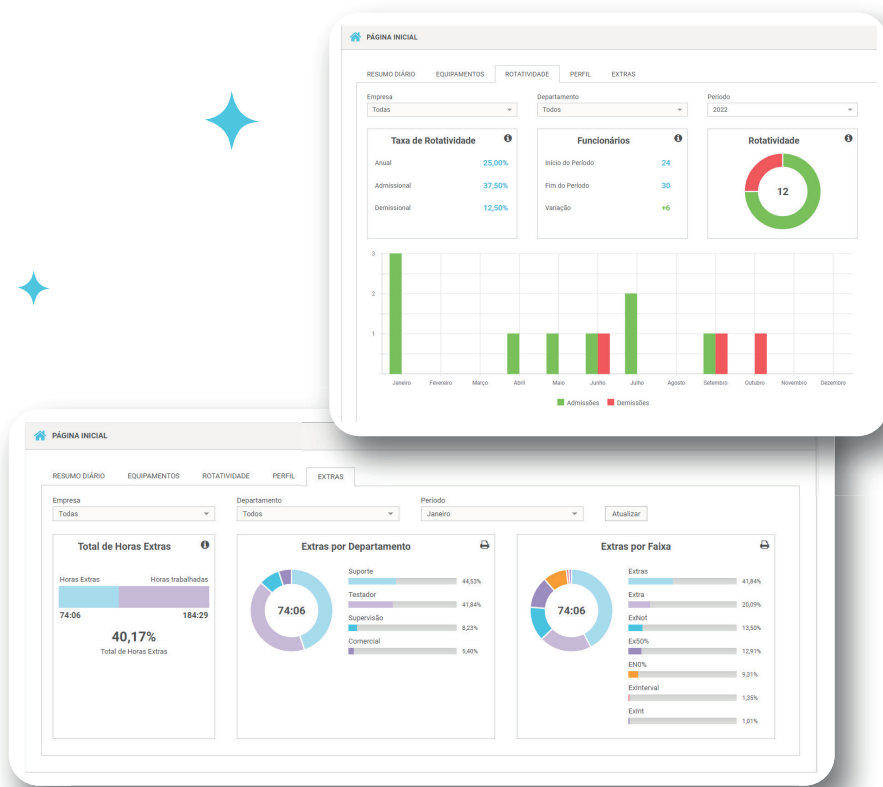 PÁGINA INICIAL
RESUMO DIÁRIO EQUIPAMENTOS ROTATIVIDADE PERFIL EXTRAS
Empresa Departamento Período
Todas Todos 2022
Taxa de Rotatividade Funcionários Rotatividade
Anual 25,00% Início do Período 24
Admissional 37,50% Fim do Período 30 12
Demissional 12,50% Variação +6
3
2
1
Janeiro Fevereiro Março Abril Maio Junho Julho Agosto Setembro Outubro Novembro Dezembro
Admissões Demissões
PÁGINA INICIAL
RESUMO DIÁRIO EQUIPAMENTOS ROTATIVIDADE PERFIL EXTRAS
Empresa Departamento Período
Todas Todos Janeiro Atualizar
Total de Horas Extras
Horas Extras Horas trabalhadas
74:06 184:29
40,17%
Total de Horas Extras
Extras por Departamento
74:06
Suporte
44,53%
Testador
41,84%
Supervisão
8,23%
Comercial
5,40%
Extras por Faixa
74:06
Extras
41,84%
Extra
20,09%
ExNot
13,50%
Ex50%
12,91%
EN0%
9,31%
ExInterval
1,35%
ExInt
1,01%